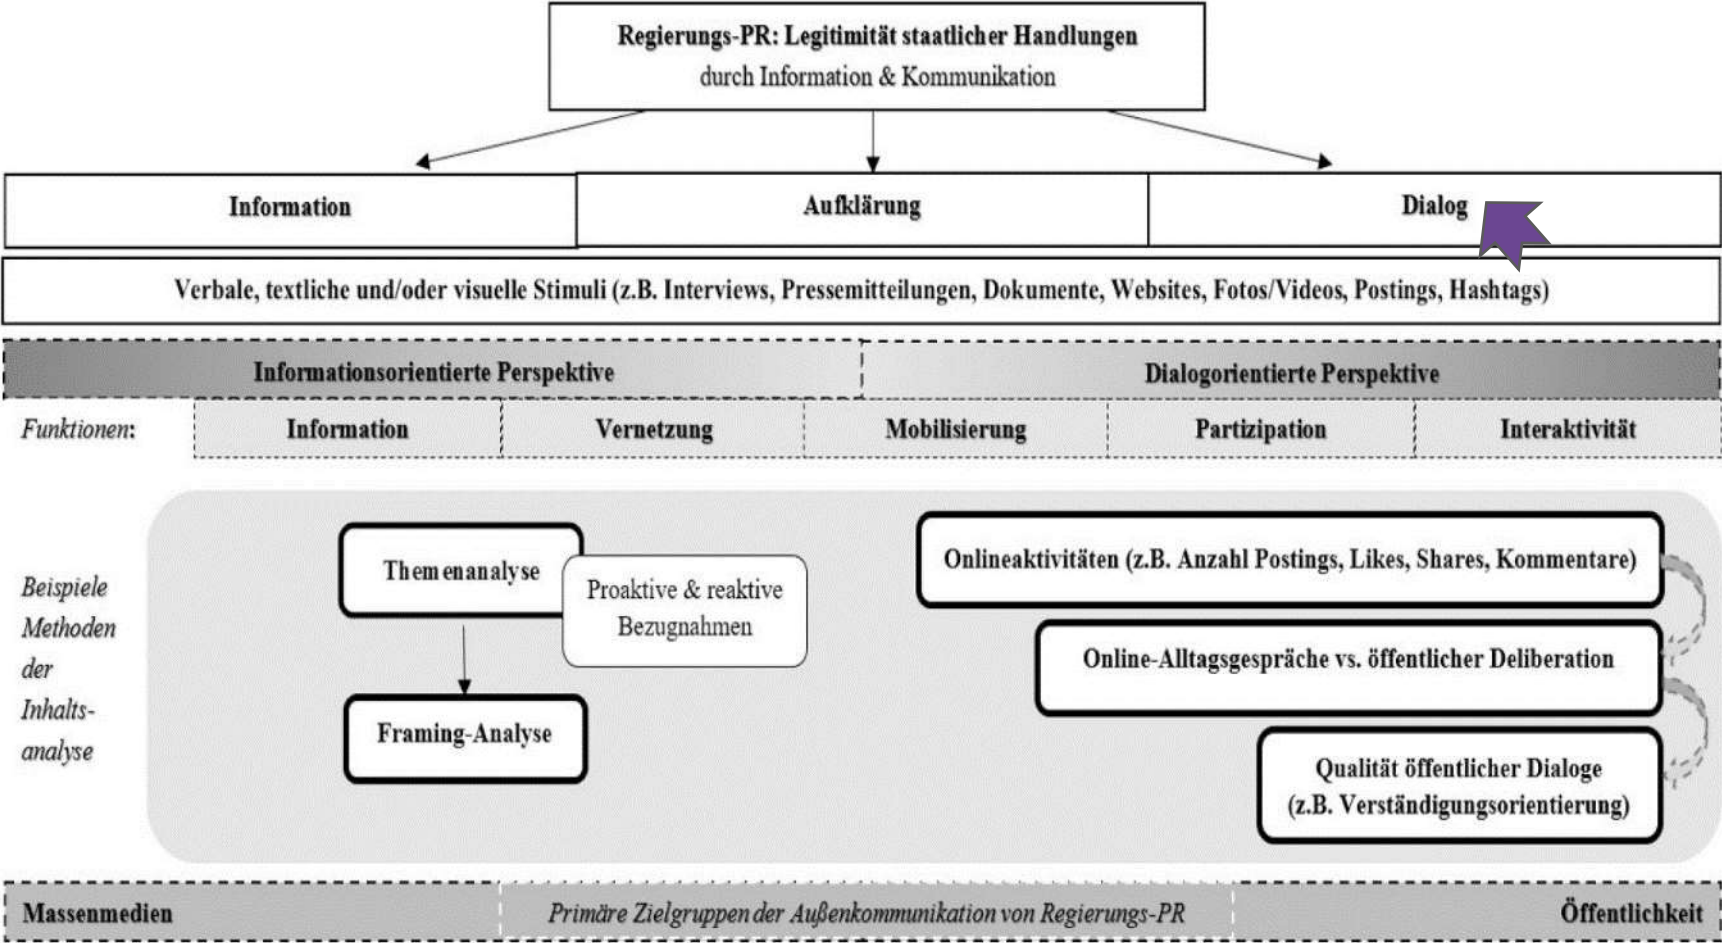 Regierungs-PR: Legitimität staatlicher Handlungen
durch Information & Kommunikation
Information
Aufklärung
Dialog
Verbale, textliche und/oder visuelle Stimuli (z.B. Interviews, Pressemitteilungen, Dokumente, Websites, Fotos/Videos, Postings, Hashtags)
Informationsorientierte Perspektive
Dialogorientierte Perspektive
Funktionen:
Information
Vernetzung
Mobilisierung
Partizipation
Interaktivität
Beispiele
Methoden
der
Inhalts-
analyse
Themenanalyse
Proaktive & reaktive
Bezugnahmen
Framing-Analyse
Onlineaktivitäten (z.B. Anzahl Postings, Likes, Shares, Kommentare)
Online-Alltagsgespräche vs. öffentlicher Deliberation
Qualität öffentlicher Dialoge
(z.B. Verständigungsorientierung)
Massenmedien
Primäre Zielgruppen der Außenkommunikation von Regierungs-PR
Öffentlichkeit